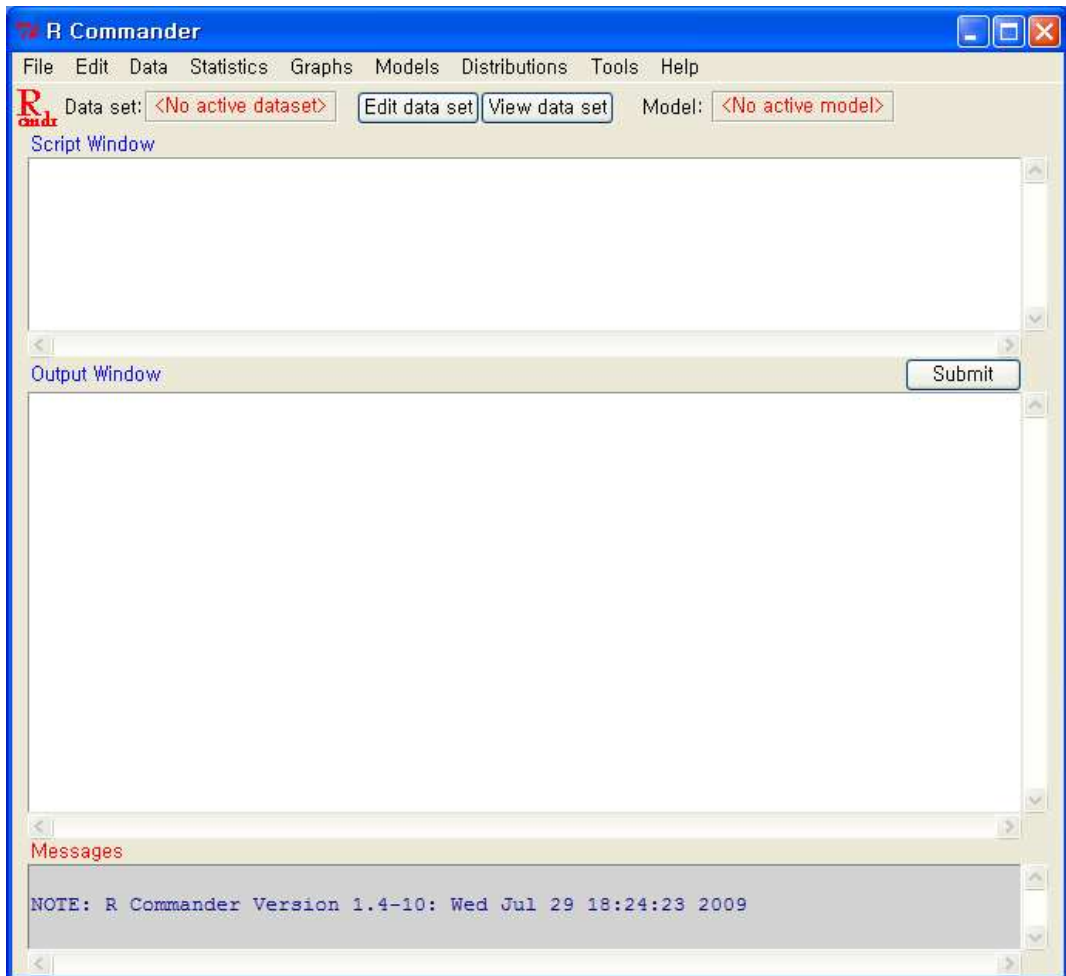 R Commander
File Edit Data Statistics Graphs Models Distributions Tools Help
R cmdr Data set: <No active dataset> Edit data set View data set Model: <No active model>
Script Window
Output Window Submit
Messages
NOTE: R Commander Version 1.4-10: Wed Jul 29 18:24:23 2009